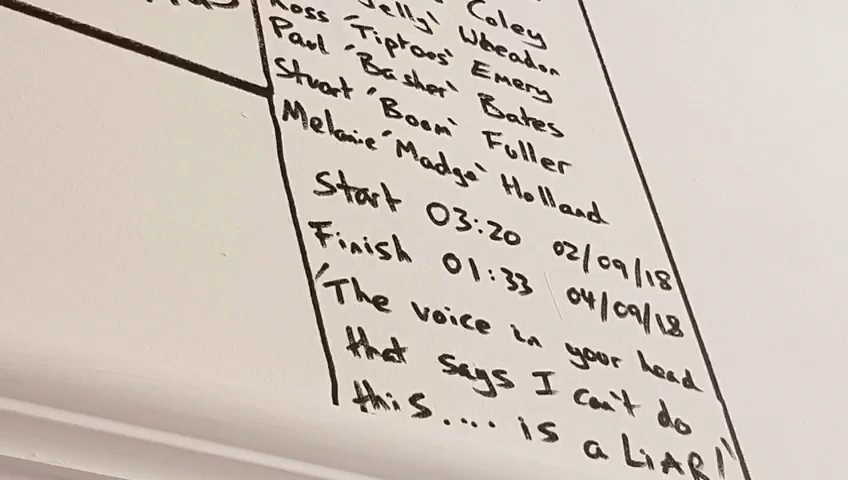 Coley
Ross 'Jelly' Wheadon
Paul 'Tiptoes' Emery
Stuart 'Basher' Bates
'Boom' Fuller
Melanie 'Madge' Holland
Start 03:20 02/09/18
Finish 01:33 04/09/18
'The voice in your head
that says I can't do
this.... is a LiAR!'